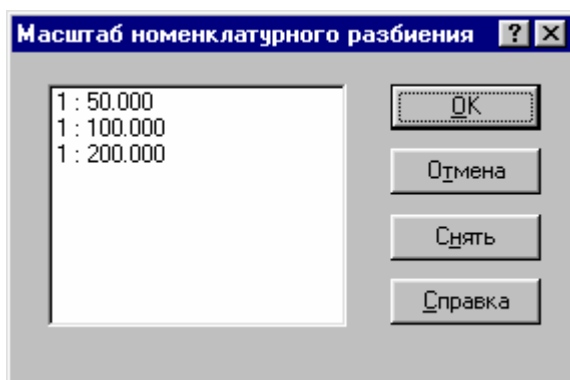 Масштаб номенклатурного разбиения
1 : 50.000
1 : 100.000
1 : 200.000
OK
Отмена
Снять
Справка